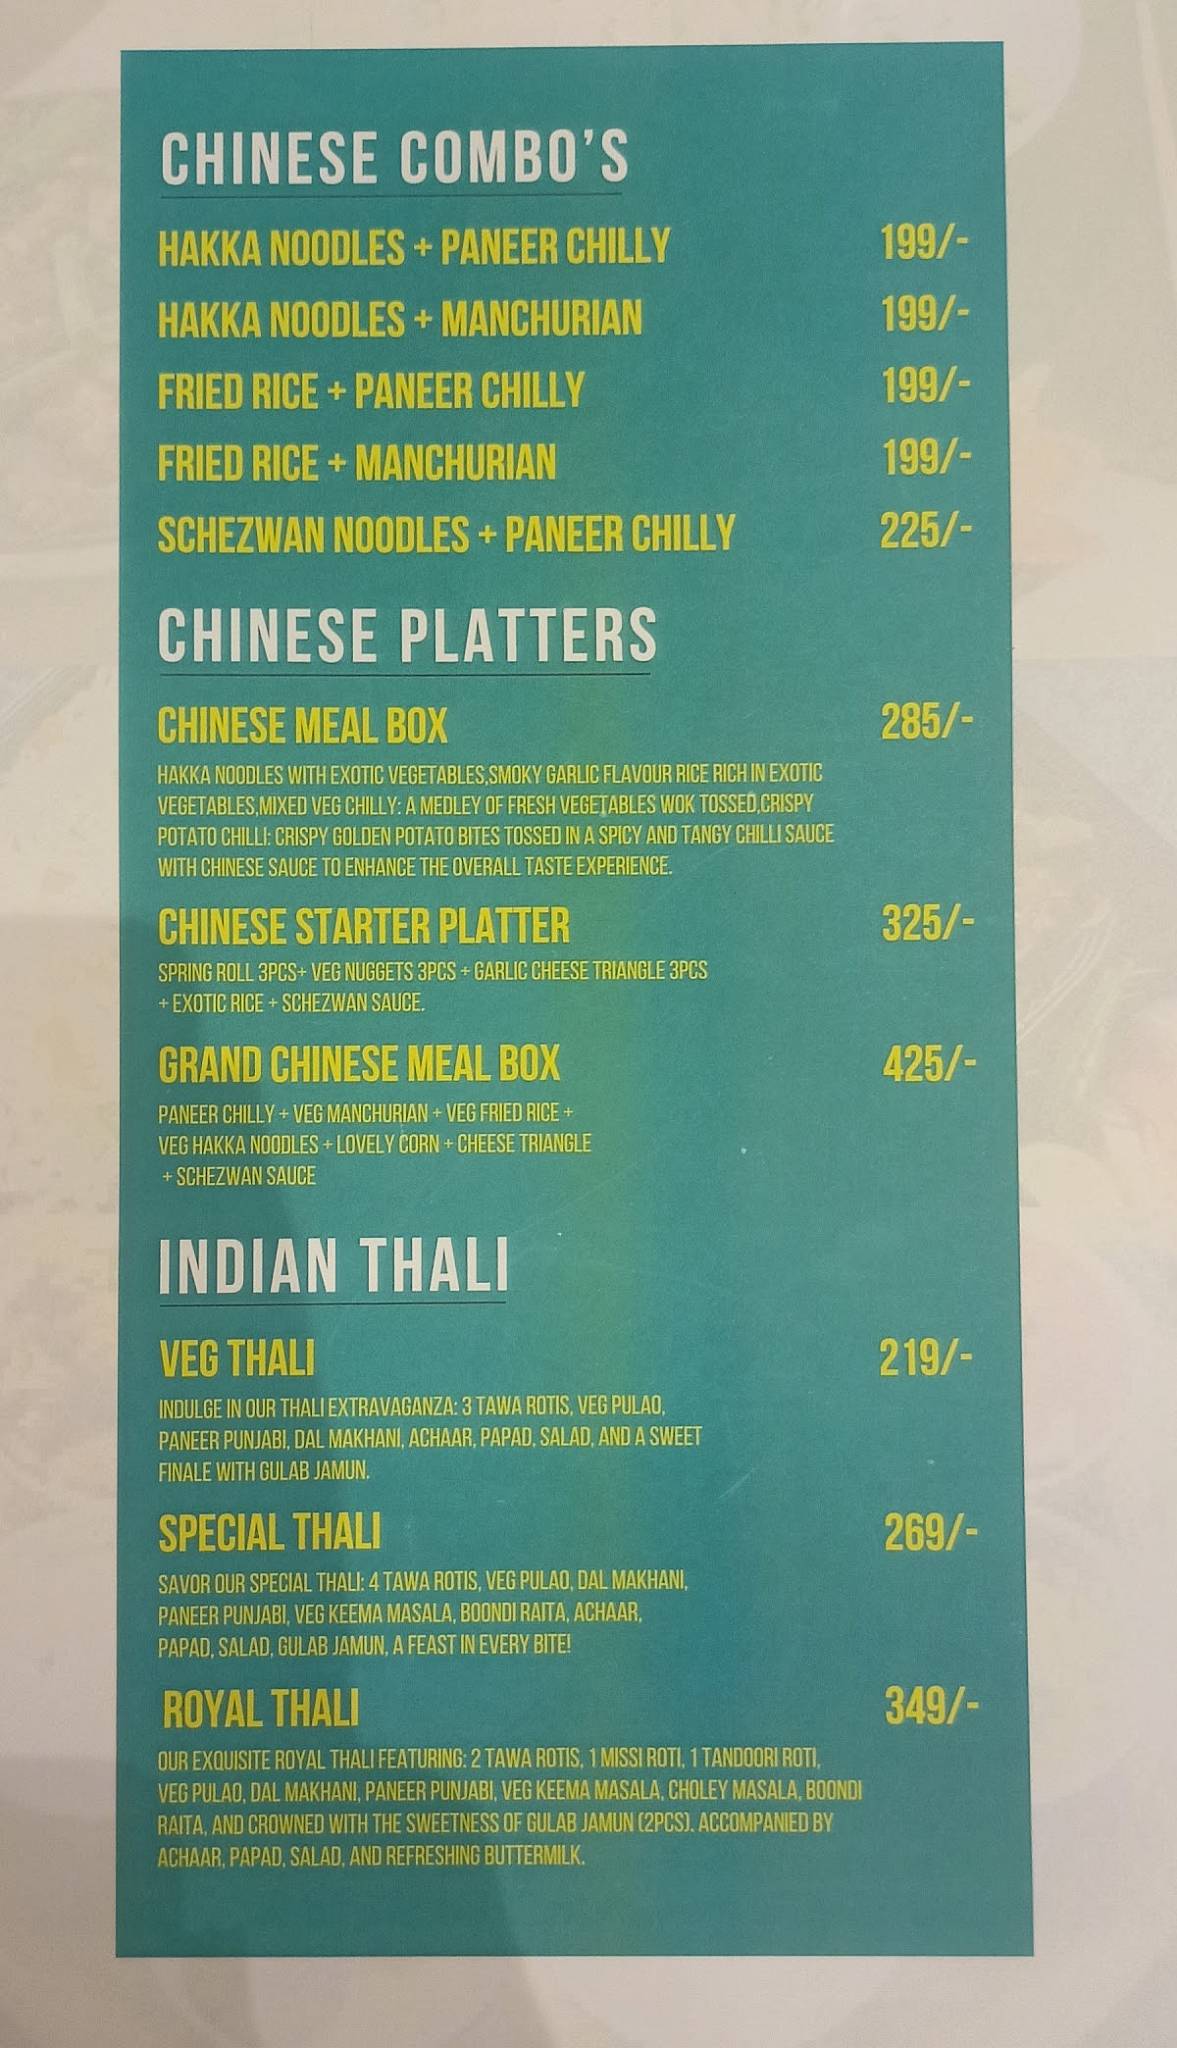 CHINESE COMBO'S
HAKKA NOODLES + PANEER CHILLY 199/-
HAKKA NOODLES + MANCHURIAN 199/-
FRIED RICE + PANEER CHILLY 199/-
FRIED RICE + MANCHURIAN 199/-
SCHEZWAN NOODLES + PANEER CHILLY 225/-
CHINESE PLATTERS
CHINESE MEAL BOX 285/-
HAKKA NOODLES WITH EXOTIC VEGETABLES,SMOKY GARLIC FLAVOUR RICE RICH IN EXOTIC
VEGETABLES,MIXED VEG CHILLY: A MEDLEY OF FRESH VEGETABLES WOK TOSSED,CRISPY
POTATO CHILLI: CRISPY GOLDEN POTATO BITES TOSSED IN A SPICY AND TANGY CHILLI SAUCE
WITH CHINESE SAUCE TO ENHANCE THE OVERALL TASTE EXPERIENCE.
CHINESE STARTER PLATTER 325/-
SPRING ROLL 3PCS+ VEG NUGGETS 3PCS + GARLIC CHEESE TRIANGLE 3PCS
+ EXOTIC RICE + SCHEZWAN SAUCE.
GRAND CHINESE MEAL BOX 425/-
PANEER CHILLY + VEG MANCHURIAN + VEG FRIED RICE +
VEG HAKKA NOODLES + LOVELY CORN + CHEESE TRIANGLE
+ SCHEZWAN SAUCE
INDIAN THALI
VEG THALI 219/-
INDULGE IN OUR THALI EXTRAVAGANZA: 3 TAWA ROTIS, VEG PULAO,
PANEER PUNJABI, DAL MAKHANI, ACHAAR, PAPAD, SALAD, AND A SWEET
FINALE WITH GULAB JAMUN.
SPECIAL THALI 269/-
SAVOR OUR SPECIAL THALI: 4 TAWA ROTIS, VEG PULAO, DAL MAKHANI,
PANEER PUNJABI, VEG KEEMA MASALA, BOONDI RAITA, ACHAAR,
PAPAD, SALAD, GULAB JAMUN, A FEAST IN EVERY BITE!
ROYAL THALI 349/-
OUR EXQUISITE ROYAL THALI FEATURING: 2 TAWA ROTIS, 1 MISSI ROTI, 1 TANDOORI ROTI,
VEG PULAO, DAL MAKHANI, PANEER PUNJABI, VEG KEEMA MASALA, CHOLEY MASALA, BOONDI
RAITA, AND CROWNED WITH THE SWEETNESS OF GULAB JAMUN (2PCS). ACCOMPANIED BY
ACHAAR, PAPAD, SALAD, AND REFRESHING BUTTERMILK.